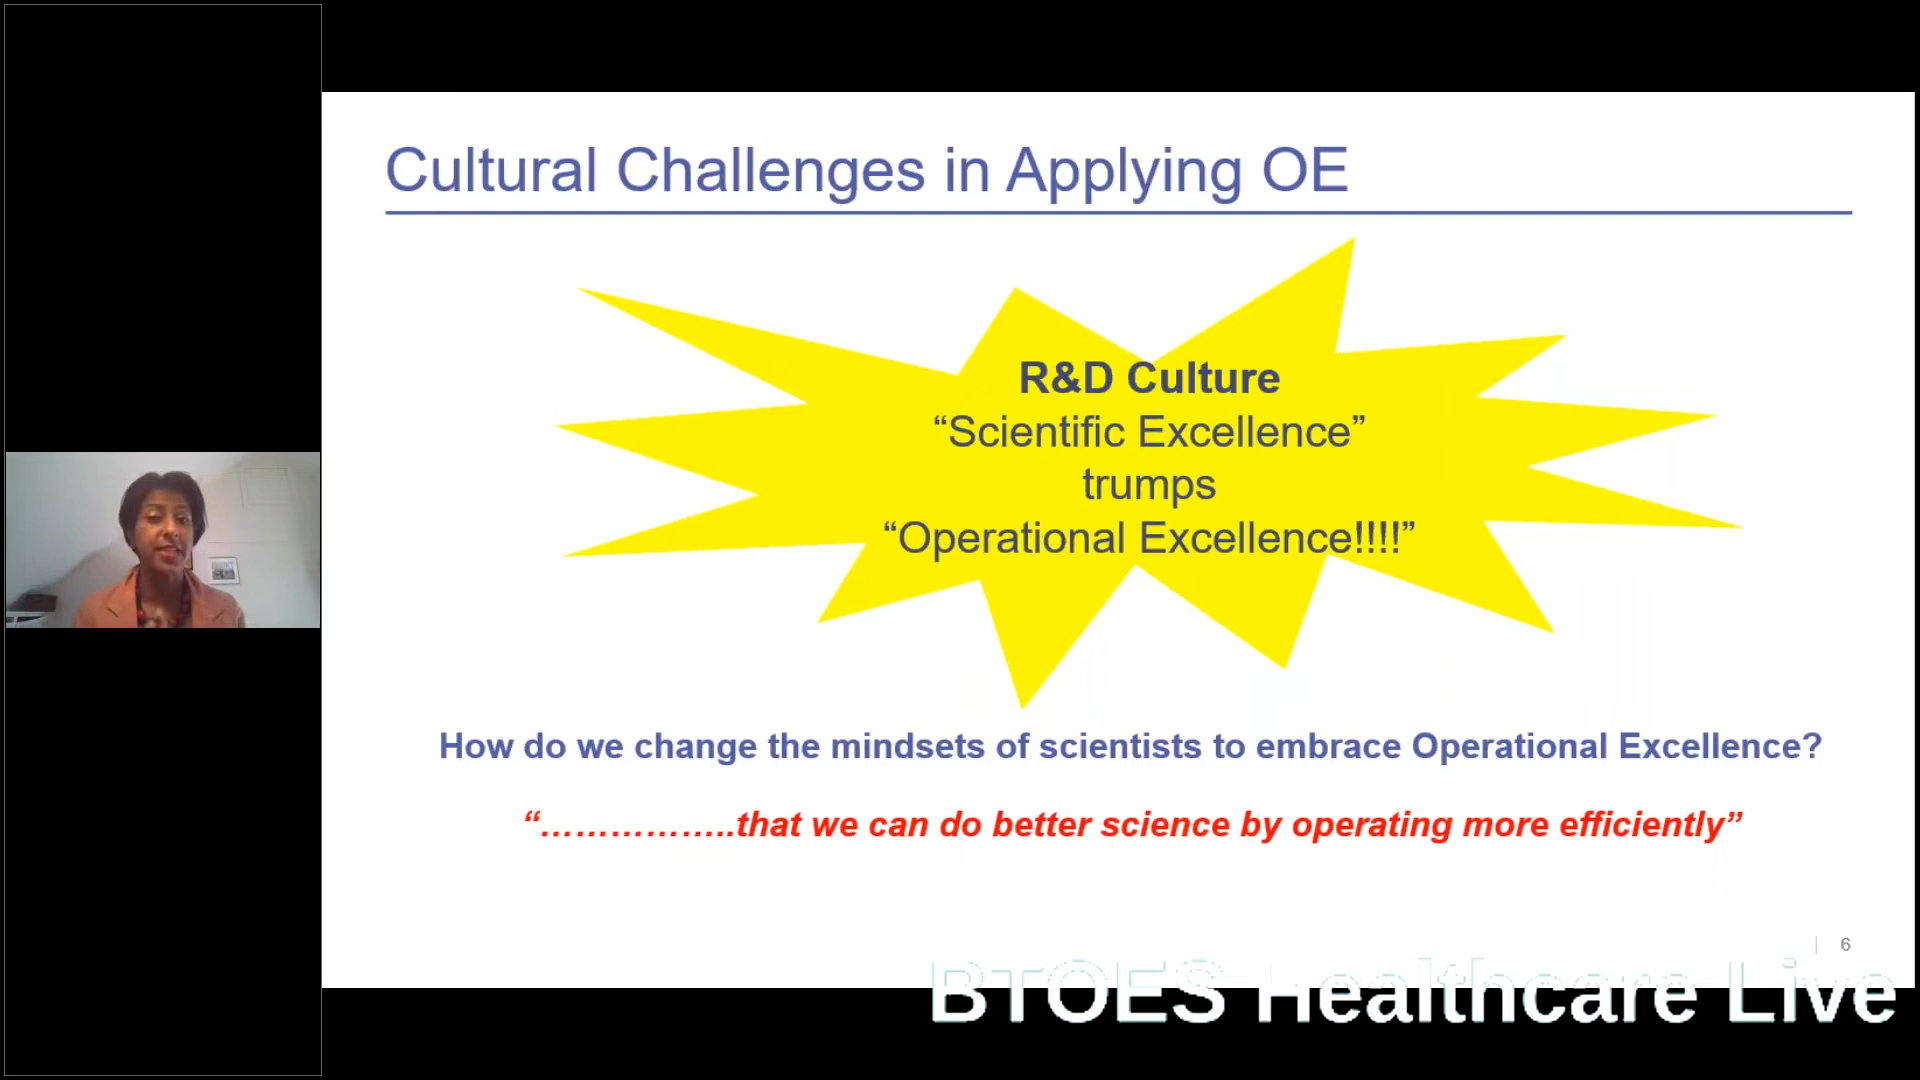 Cultural Challenges in Applying OE
R&D Culture
“Scientific Excellence”
trumps
“Operational Excellence!!!!”
How do we change the mindsets of scientists to embrace Operational Excellence?
“……………..that we can do better science by operating more efficiently”
6
BTOES Healthcare Live